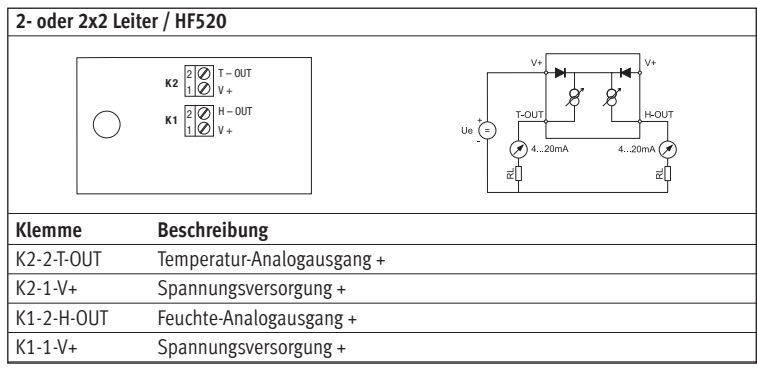 2- oder 2x2 Leiter / HF520
K2
2 T – OUT
1 V +
K1
2 H – OUT
1 V +
V+ V+
T-OUT H-OUT
+
Ue =
-
4...20mA 4...20mA
RL RL
Klemme Beschreibung
K2-2-T-OUT Temperatur-Analogausgang +
K2-1-V+ Spannungsversorgung +
K1-2-H-OUT Feuchte-Analogausgang +
K1-1-V+ Spannungsversorgung +